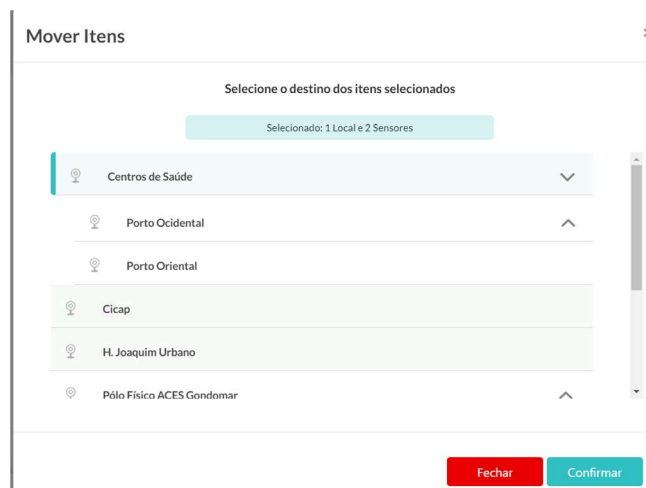 Mover Itens
Selecione o destino dos itens selecionados
Selecionado: 1 Local e 2 Sensores
Centros de Saúde
Porto Ocidental
Porto Oriental
Cicap
H. Joaquim Urbano
Pólo Físico ACES Gondomar
Fechar
Confirmar